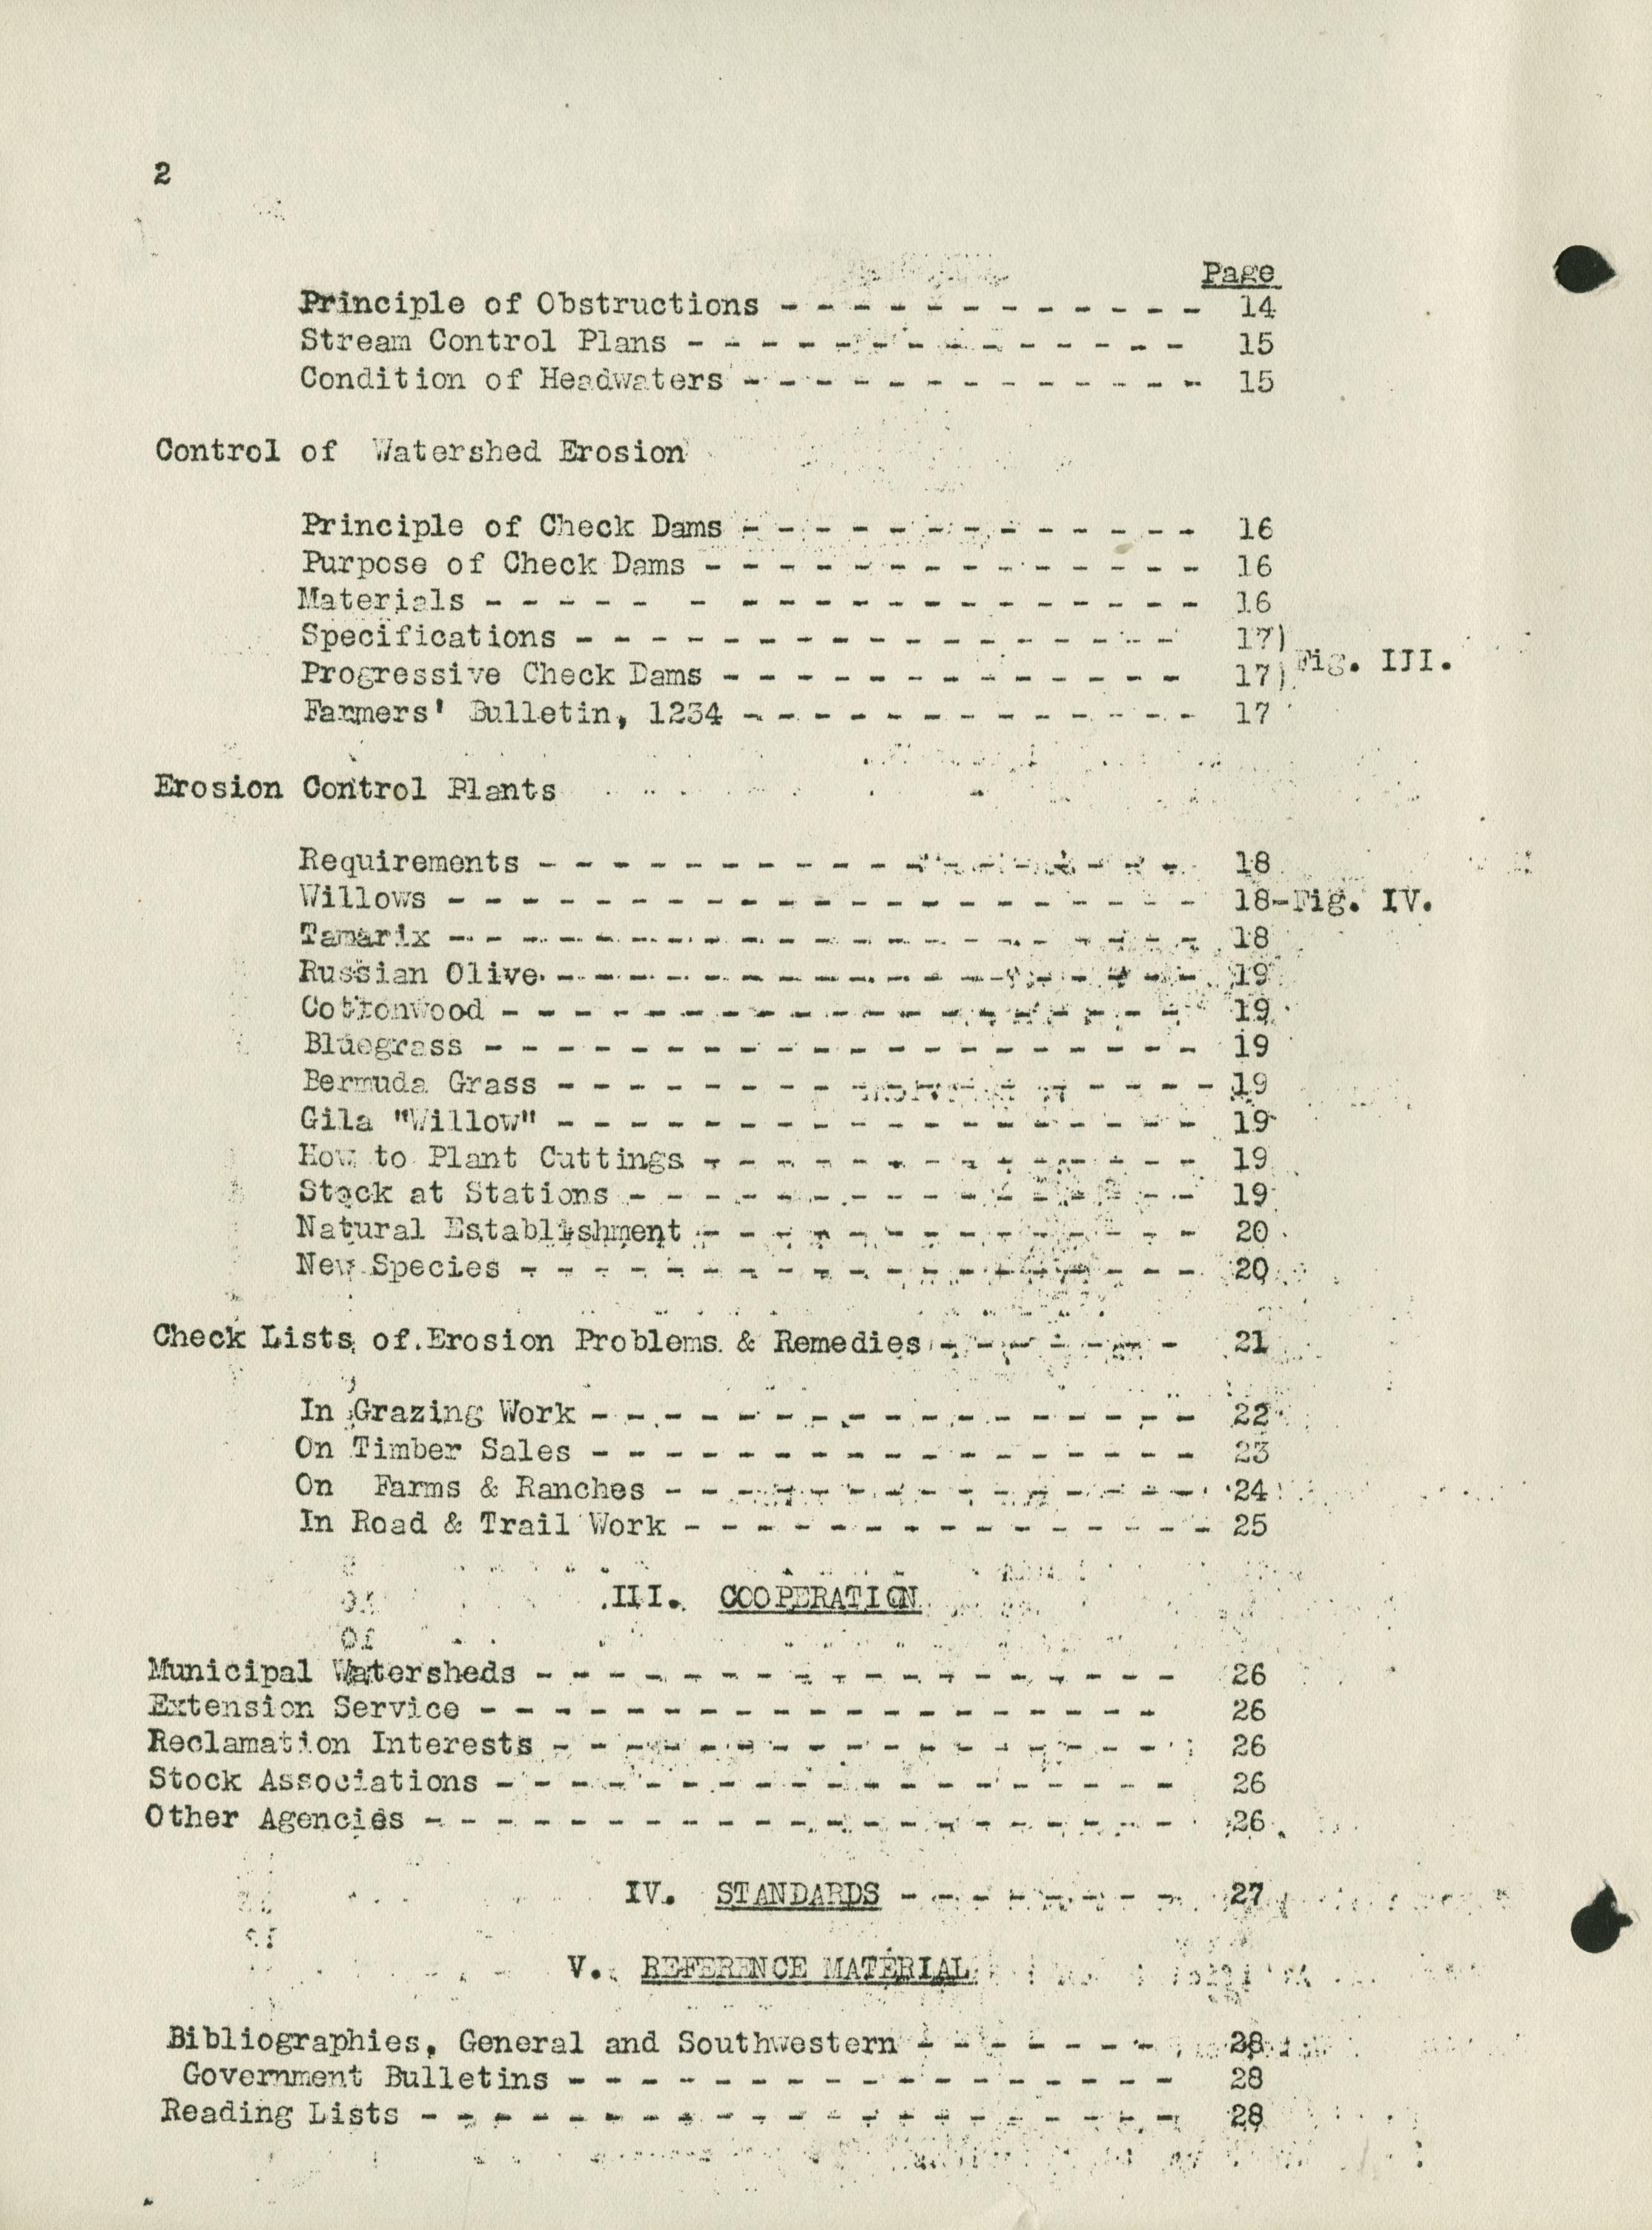 2
Page
Principle of Obstructions - - - - - - - - - - - - 14
Stream Control Plans - - - - - - - - - - - - - - 15
Condition of Headwaters - - - - - - - - - - - - - 15
Control of Watershed Erosion
Principle of Check Dams - - - - - - - - - - - - - 16
Purpose of Check Dams - - - - - - - - - - - - - - 16
Materials - - - - - - - - - - - - - - - - - - - 16
Specifications - - - - - - - - - - - - - - - - - 17)
Fig. III.
Progressive Check Dams - - - - - - - - - - - - - 17)
Farmers' Bulletin, 1234 - - - - - - - - - - - - - 17
Erosion Control Plants
Requirements - - - - - - - - - - - - - - - - - - 18
Willows - - - - - - - - - - - - - - - - - - - - - 18-Fig. IV.
Tamarix - - - - - - - - - - - - - - - - - - - - - 18
Russian Olive - - - - - - - - - - - - - - - - - - 19
Cottonwood - - - - - - - - - - - - - - - - - - - 19
Bluegrass - - - - - - - - - - - - - - - - - - - - 19
Bermuda Grass - - - - - - - - - - - - - - - - - - 19
Gila "Willow" - - - - - - - - - - - - - - - - - - 19
How to Plant Cuttings - - - - - - - - - - - - - - 19
Stock at Stations - - - - - - - - - - - - - - - - 19
Natural Establishment - - - - - - - - - - - - - - 20
New Species - - - - - - - - - - - - - - - - - - - 20
Check Lists of Erosion Problems & Remedies - - - - - - - 21
In Grazing Work - - - - - - - - - - - - - - - - - 22
On Timber Sales - - - - - - - - - - - - - - - - - 23
On Farms & Ranches - - - - - - - - - - - - - - - 24
In Road & Trail Work - - - - - - - - - - - - - - - 25
III. COOPERATION
Municipal Watersheds - - - - - - - - - - - - - - - - - - 26
Extension Service - - - - - - - - - - - - - - - - - - - 26
Reclamation Interests - - - - - - - - - - - - - - - - - 26
Stock Associations - - - - - - - - - - - - - - - - - - - 26
Other Agencies - - - - - - - - - - - - - - - - - - - - - 26
IV. STANDARDS - - - - - - - - 27
V. REFERENCE MATERIAL
Bibliographies, General and Southwestern - - - - - - - 28
Government Bulletins - - - - - - - - - - - - - - - - - 28
Reading Lists - - - - - - - - - - - - - - - - - - - - - 28